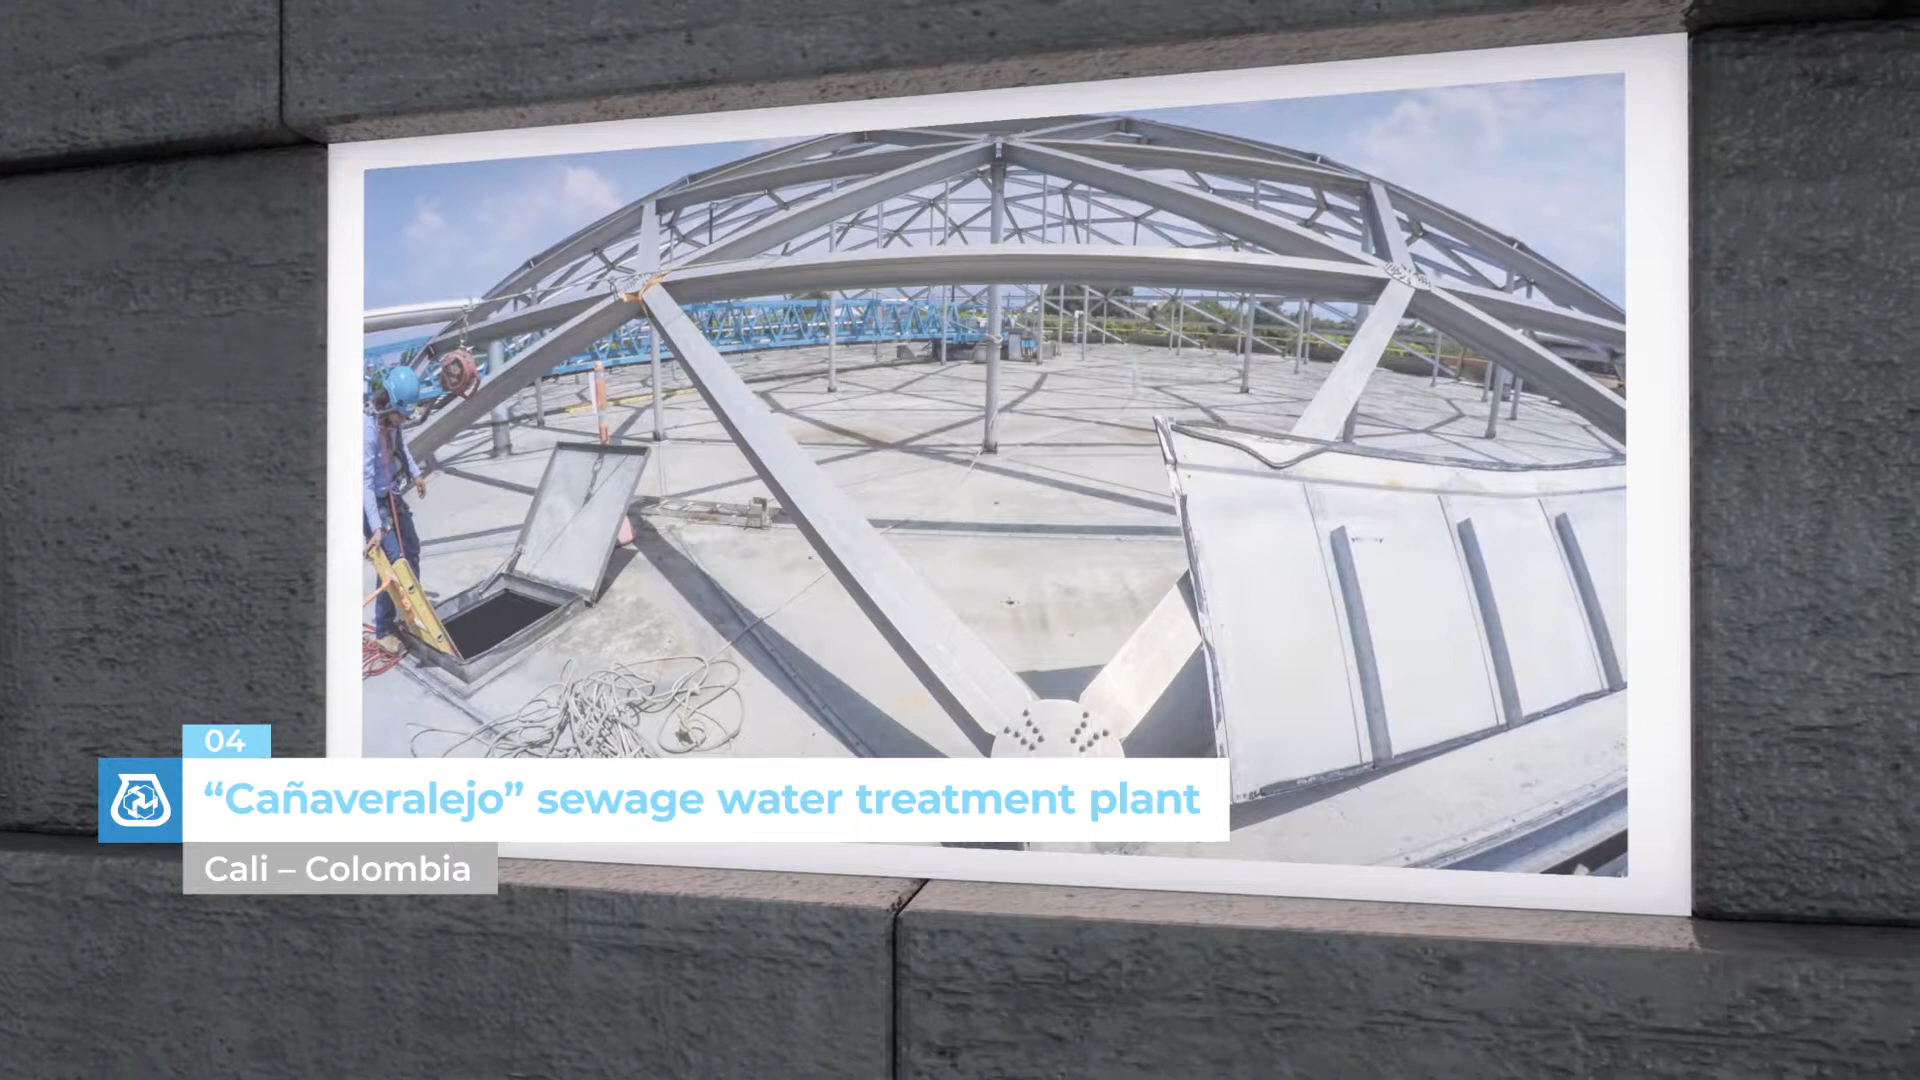 04
“Cañaveralejo” sewage water treatment plant
Cali – Colombia